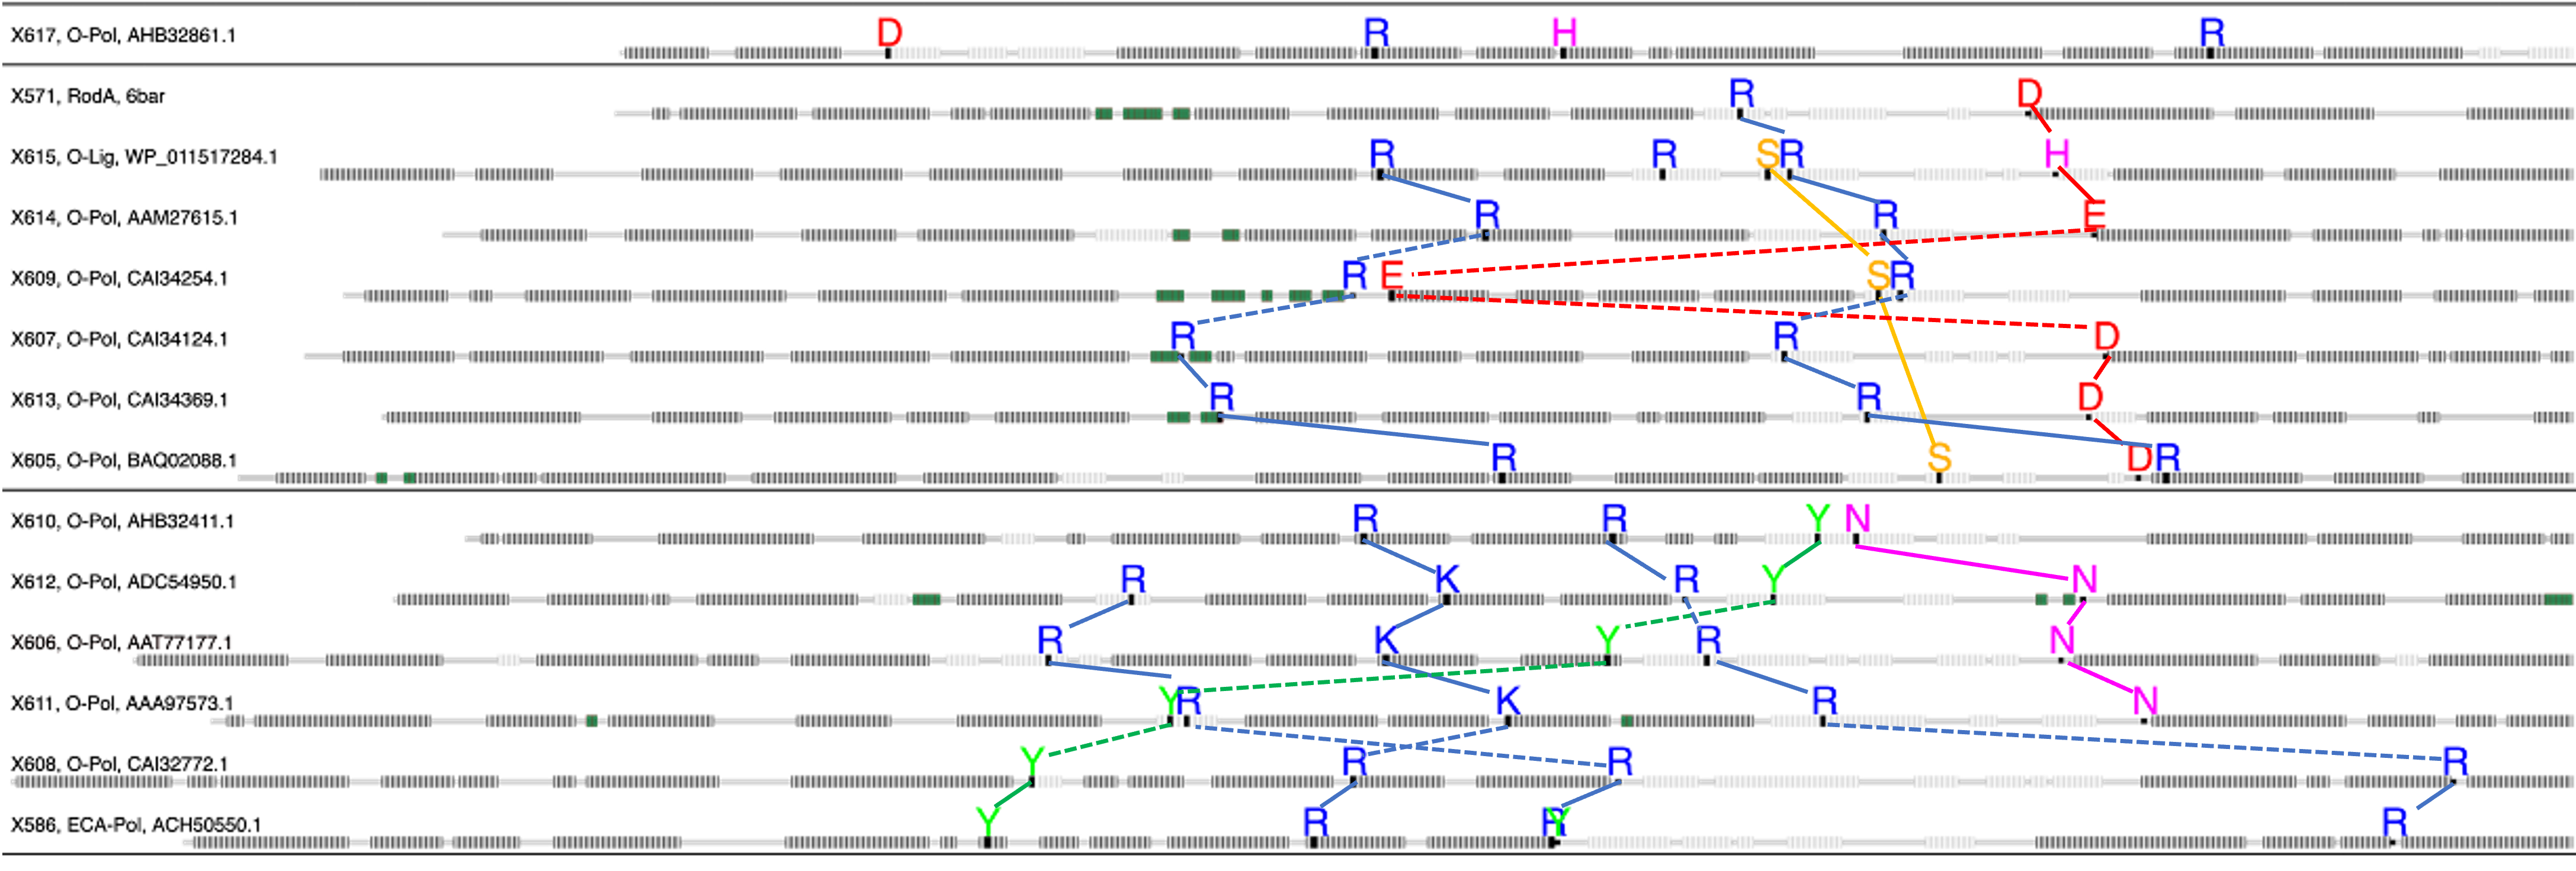 X617, O-Pol, AHB32861.1 D R H R
X571, RodA, 6bar R D
X615, O-Lig, WP_011517284.1 R R S R H
X614, O-Pol, AAM27615.1 R R E
X609, O-Pol, CAI34254.1 R E S R
X607, O-Pol, CAI34124.1 R R D
X613, O-Pol, CAI34369.1 R R D
X605, O-Pol, BAQ02088.1 R S D R
X610, O-Pol, AHB32411.1 R R Y N
X612, O-Pol, ADC54950.1 R K R Y N
X606, O-Pol, AAT77177.1 R K Y R N
X611, O-Pol, AAA97573.1 Y R K R N
X608, O-Pol, CAI32772.1 Y R R R
X586, ECA-Pol, ACH50550.1 Y R R Y R